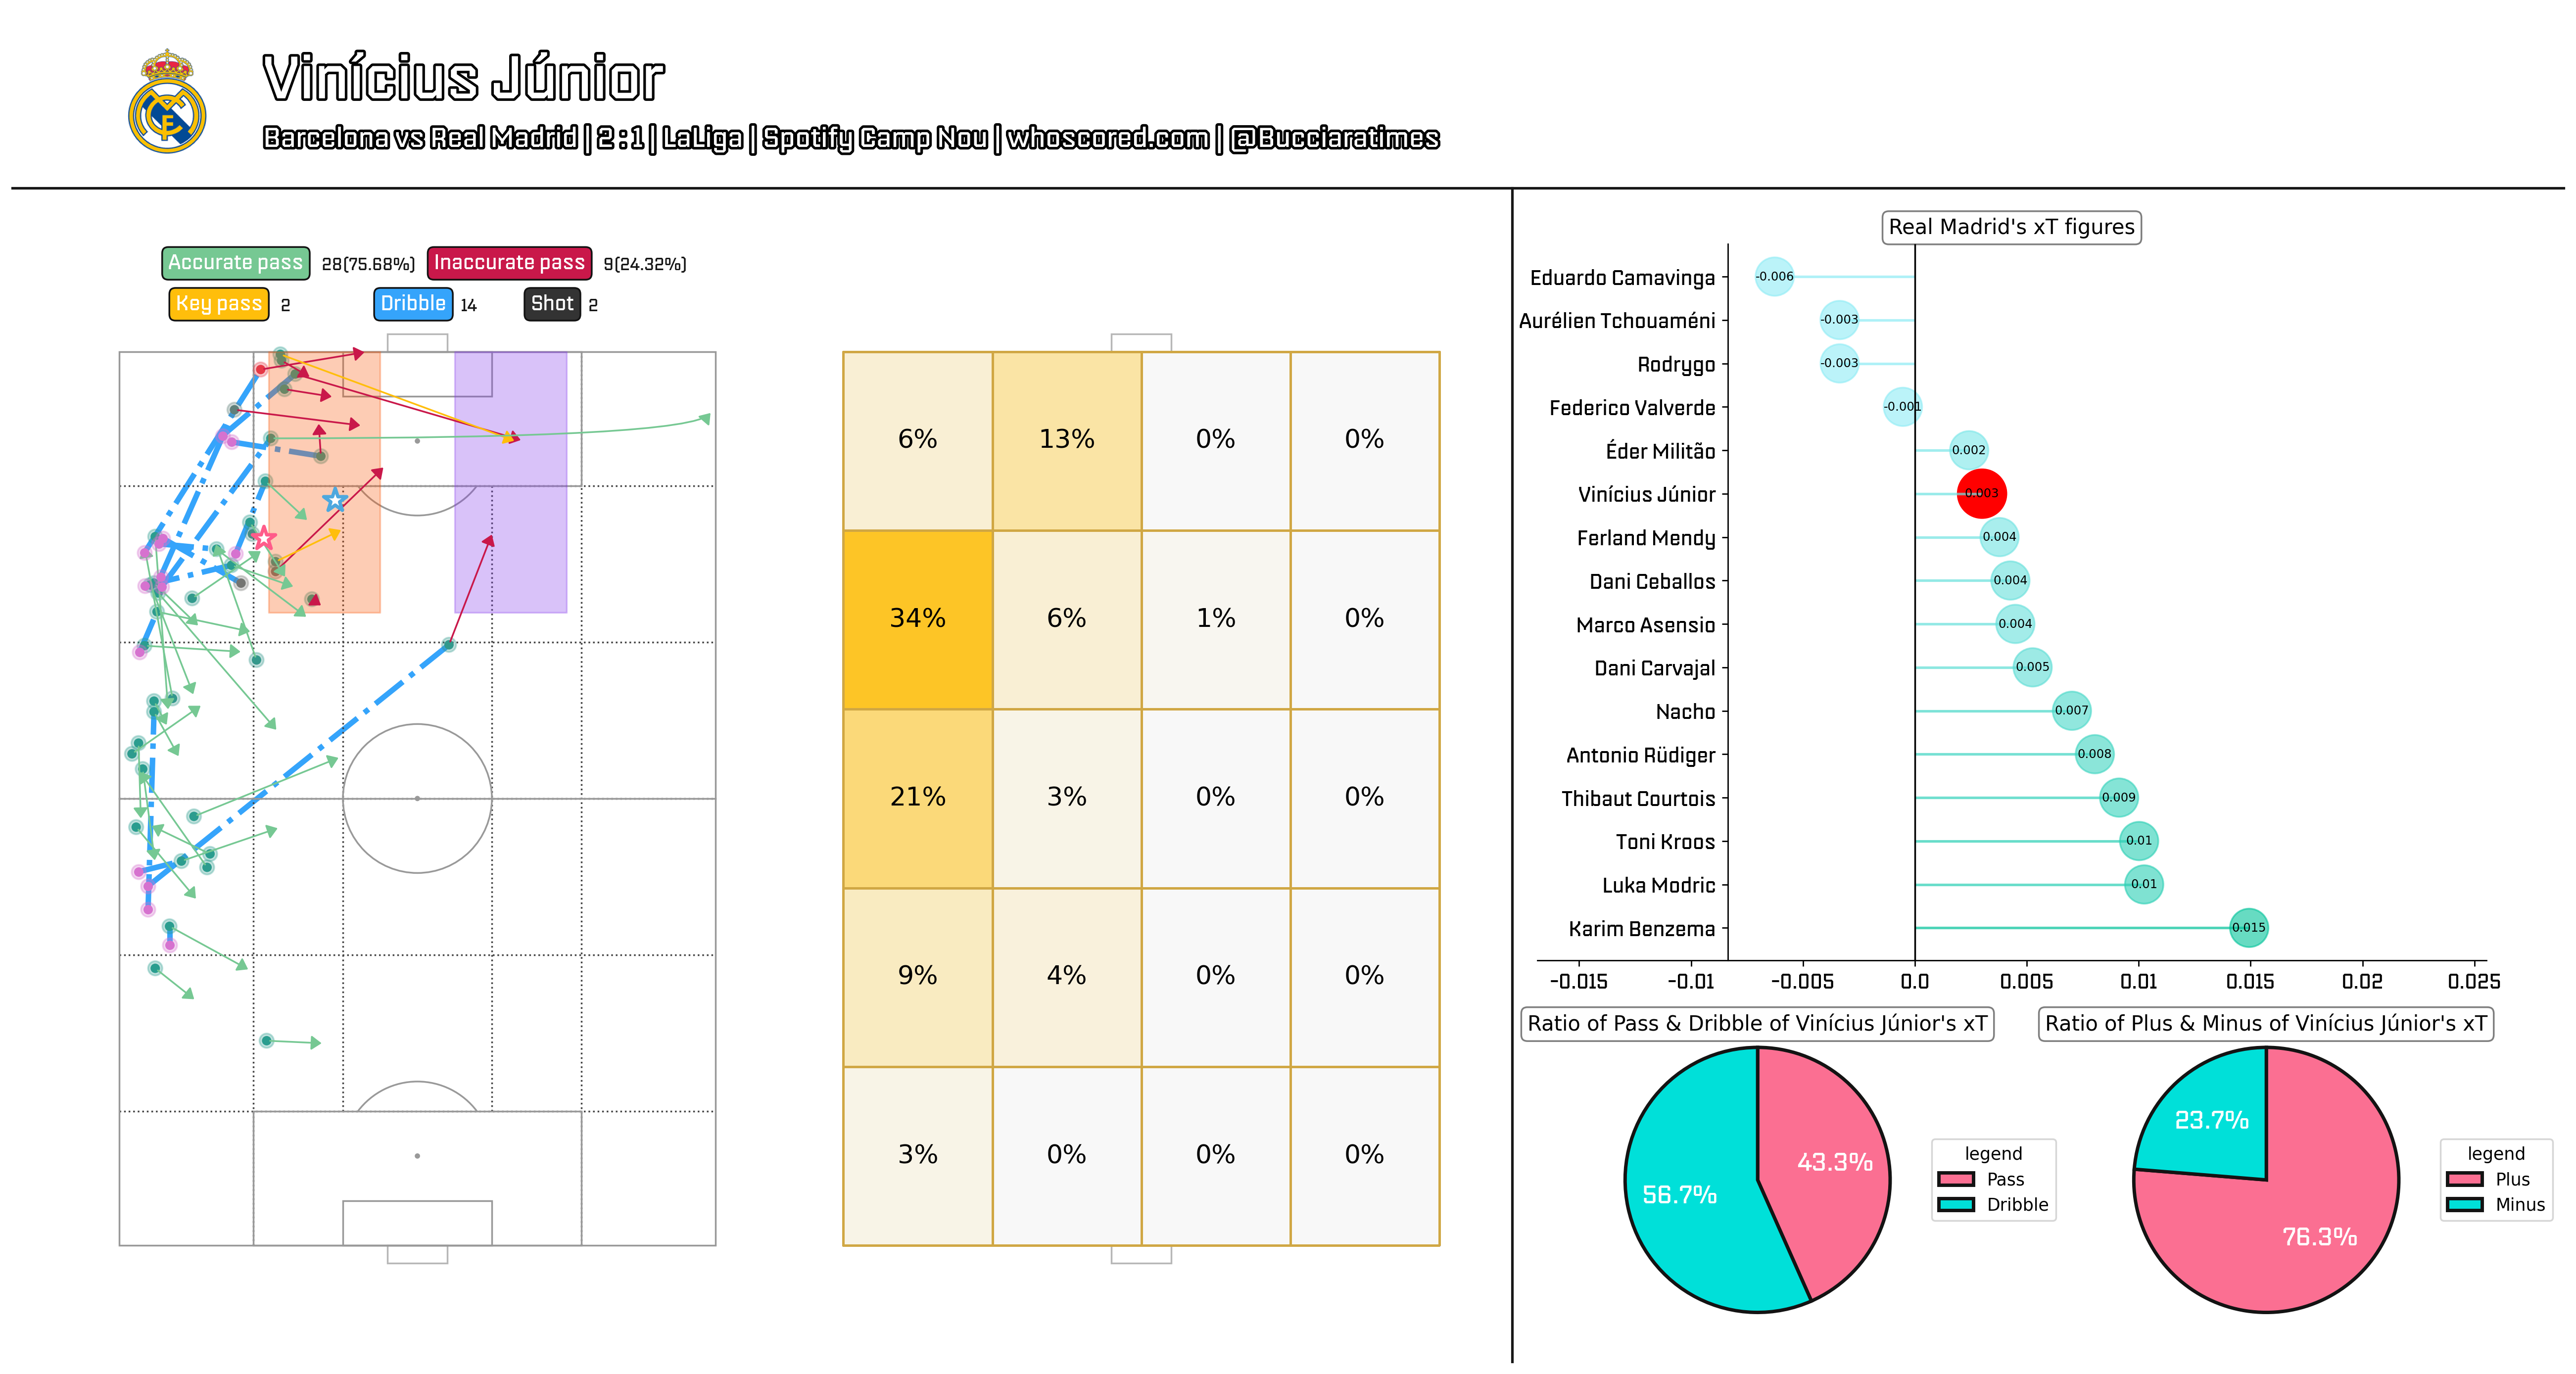 Vinícius Júnior
Barcelona vs Real Madrid | 2 : 1 | LaLiga | Spotify Camp Nou | whoscored.com | @Bucciaratimes
Accurate pass 28(75.68%) Inaccurate pass 9(24.32%)
Key pass 2 Dribble 14 Shot 2
6% 13% 0% 0%
34% 6% 1% 0%
21% 3% 0% 0%
9% 4% 0% 0%
3% 0% 0% 0%
Real Madrid's xT figures
Eduardo Camavinga -0.006
Aurélien Tchouaméni -0.003
Rodrygo -0.003
Federico Valverde -0.001
Éder Militão 0.002
Vinícius Júnior 0.003
Ferland Mendy 0.004
Dani Ceballos 0.004
Marco Asensio 0.004
Dani Carvajal 0.005
Nacho 0.007
Antonio Rüdiger 0.008
Thibaut Courtois 0.009
Toni Kroos 0.01
Luka Modric 0.01
Karim Benzema 0.015
-0.015 -0.01 -0.005 0.0 0.005 0.01 0.015 0.02 0.025
Ratio of Pass & Dribble of Vinícius Júnior's xT
43.3%
56.7%
legend
Pass
Dribble
Ratio of Plus & Minus of Vinícius Júnior's xT
23.7%
76.3%
legend
Plus
Minus